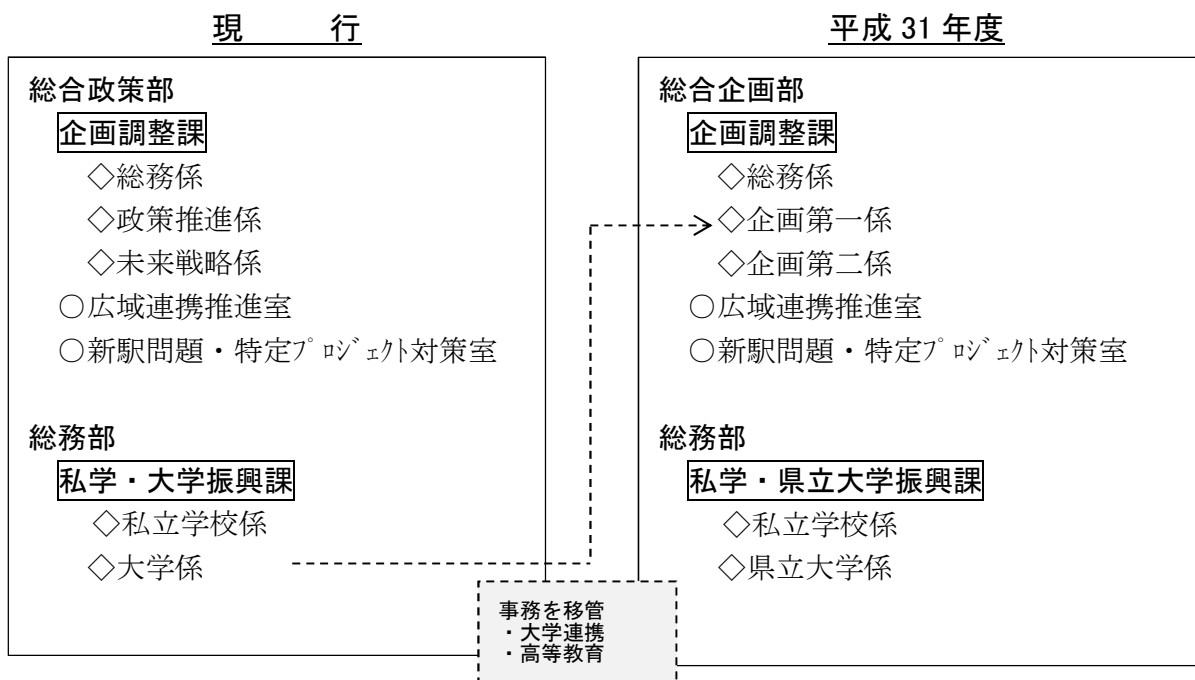 現　　行
総合政策部
企画調整課
◇総務係
◇政策推進係
◇未来戦略係
○広域連携推進室
○新駅問題・特定ﾌﾟﾛｼﾞｪｸﾄ対策室
総務部
私学・大学振興課
◇私立学校係
◇大学係
平成 31 年度
総合企画部
企画調整課
◇総務係
◇企画第一係
◇企画第二係
○広域連携推進室
○新駅問題・特定ﾌﾟﾛｼﾞｪｸﾄ対策室
総務部
私学・県立大学振興課
◇私立学校係
◇県立大学係
事務を移管
・大学連携
・高等教育